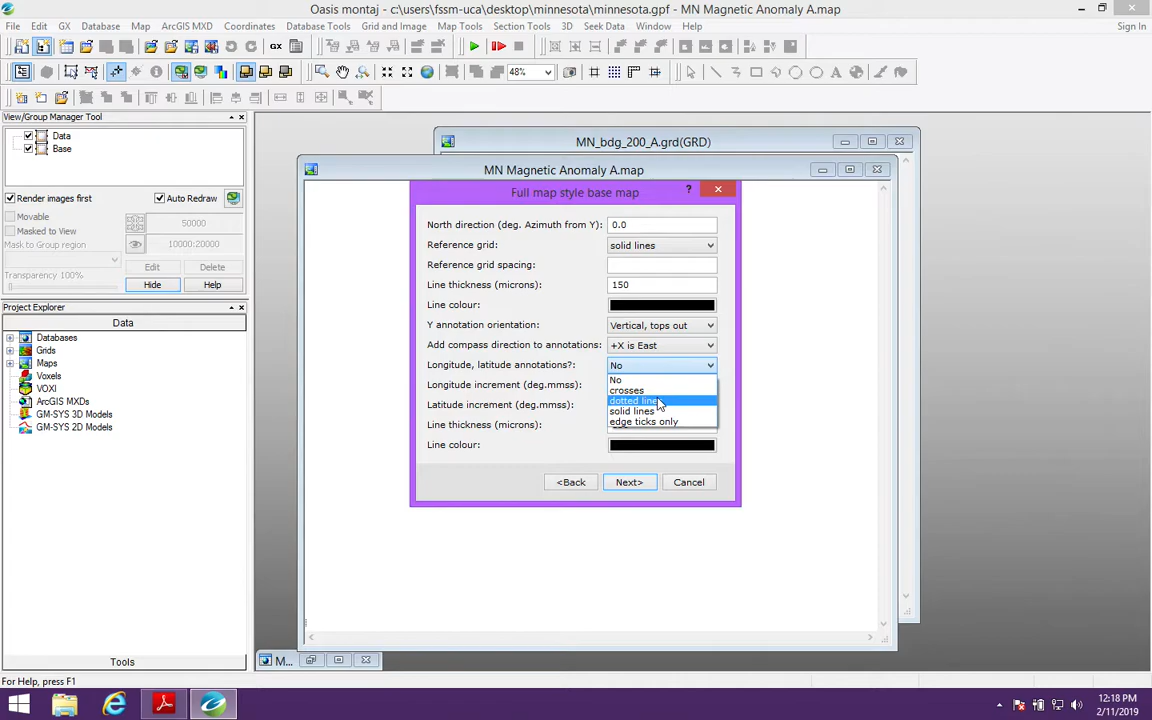 Oasis montaj - c:\users\fssm-uca\desktop\minnesota\minnesota.gpf - MN Magnetic Anomaly A.map
File Edit GX Database Map ArcGIS MXD Coordinates Database Tools Grid and Image Map Tools Section Tools 3D Seek Data Window Help Sign In
GX
48%
View/Group Manager Tool
Data
Base
Render images first Auto Redraw
Movable
Masked to View
50000
Mask to Group region
10000:20000
Transparency 100%
Edit Delete
Hide Help
Project Explorer
Data
Databases
Grids
Maps
Voxels
VOXI
ArcGIS MXDs
GM-SYS 3D Models
GM-SYS 2D Models
Tools
MN_bdg_200_A.grd(GRD)
MN Magnetic Anomaly A.map
Full map style base map
?
North direction (deg. Azimuth from Y): 0.0
Reference grid: solid lines
Reference grid spacing:
Line thickness (microns): 150
Line colour:
Y annotation orientation: Vertical, tops out
Add compass direction to annotations: +X is East
Longitude, latitude annotations?: No
No
crosses
dotted lines
solid lines
edge ticks only
Longitude increment (deg.mmss):
Latitude increment (deg.mmss):
Line thickness (microns):
Line colour:
<Back Next> Cancel
M...
For Help, press F1
12:18 PM
2/11/2019